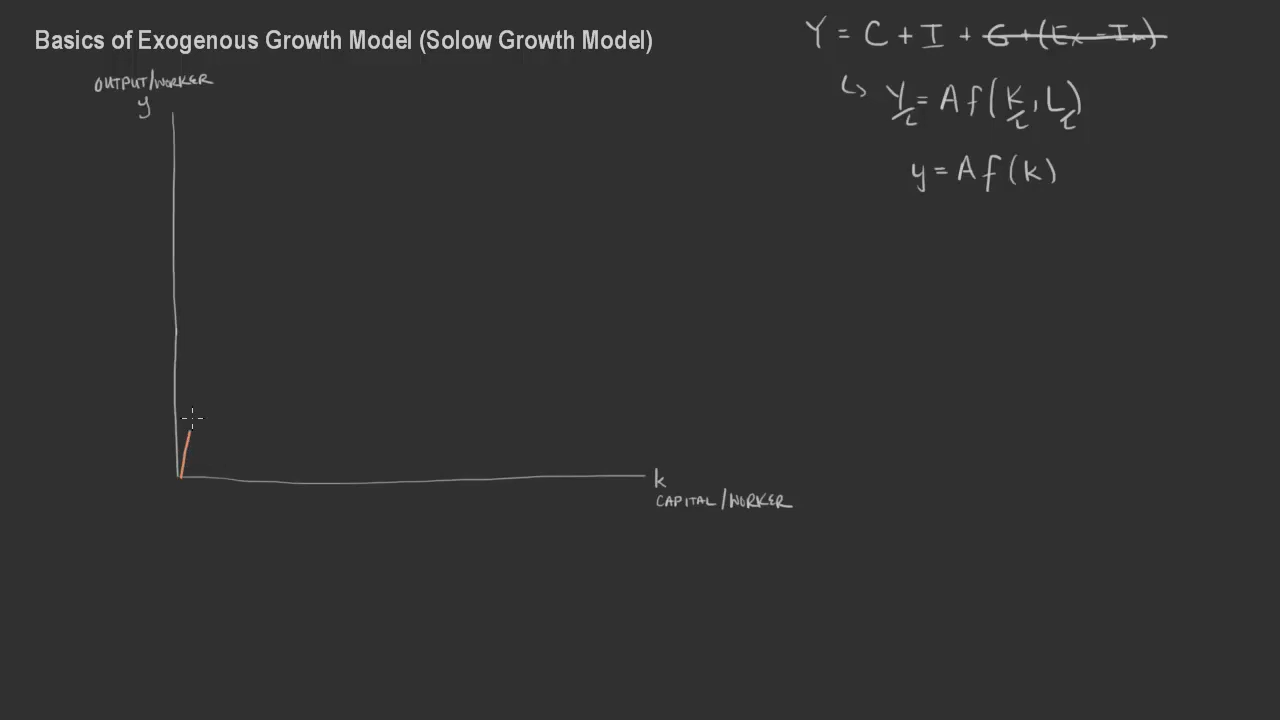 Basics of Exogenous Growth Model (Solow Growth Model)
Y = C + I + G + (Ex - Im)
OUTPUT/WORKER
y
↳ Y/L = A f(K/L, L/L)
y = A f(k)
k
CAPITAL/WORKER